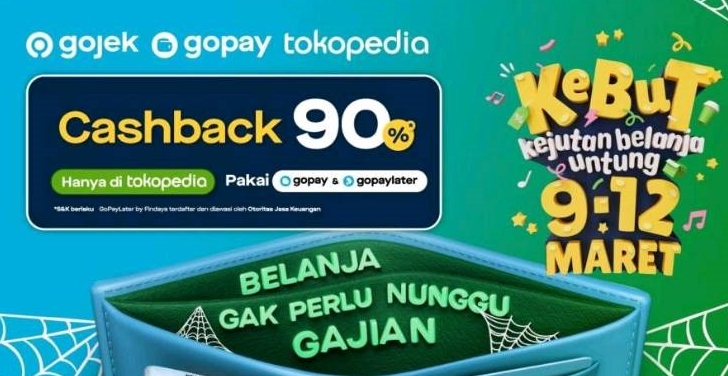 gojek gopay tokopedia
Cashback 90%
Hanya di tokopedia Pakai gopay & gopaylater
*S&K berlaku GoPayLater by Findaya terdaftar dan diawasi oleh Otoritas Jasa Keuangan
KeBuT
kejutan belanja
untung
9-12
MARET
BELANJA
GAK PERLU NUNGGU
GAJIAN